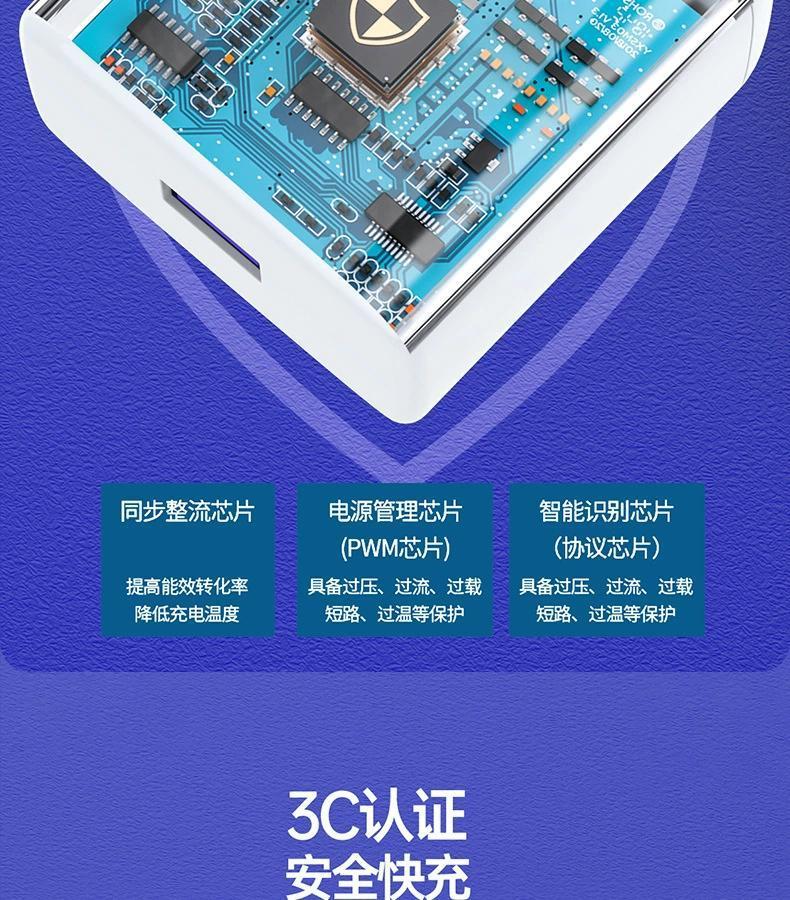 同步整流芯片
提高能效转化率
降低充电温度
电源管理芯片
(PWM芯片)
具备过压、过流、过载
短路、过温等保护
智能识别芯片
（协议芯片）
具备过压、过流、过载
短路、过温等保护
3C认证
安全快充